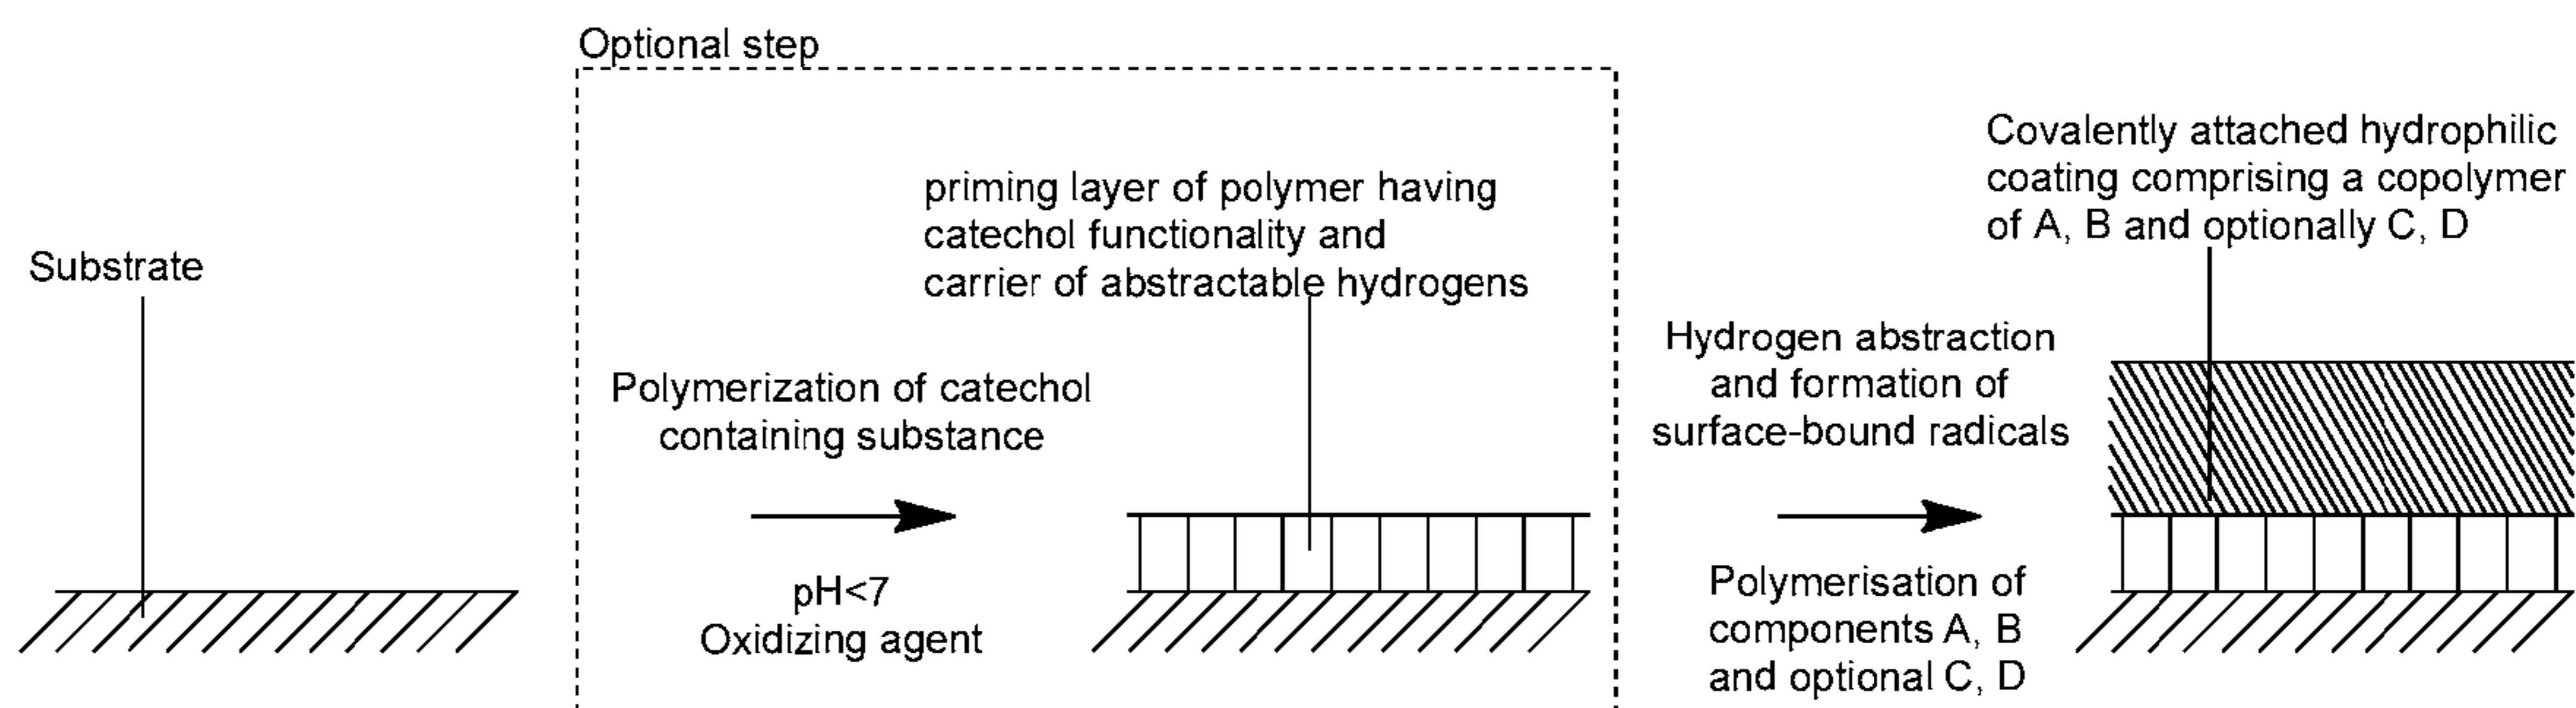 Optional step
Substrate
priming layer of polymer having
catechol functionality and
carrier of abstractable hydrogens
Polymerization of catechol
containing substance
pH<7
Oxidizing agent
Hydrogen abstraction
and formation of
surface-bound radicals
Polymerisation of
components A, B
and optional C, D
Covalently attached hydrophilic
coating comprising a copolymer
of A, B and optionally C, D